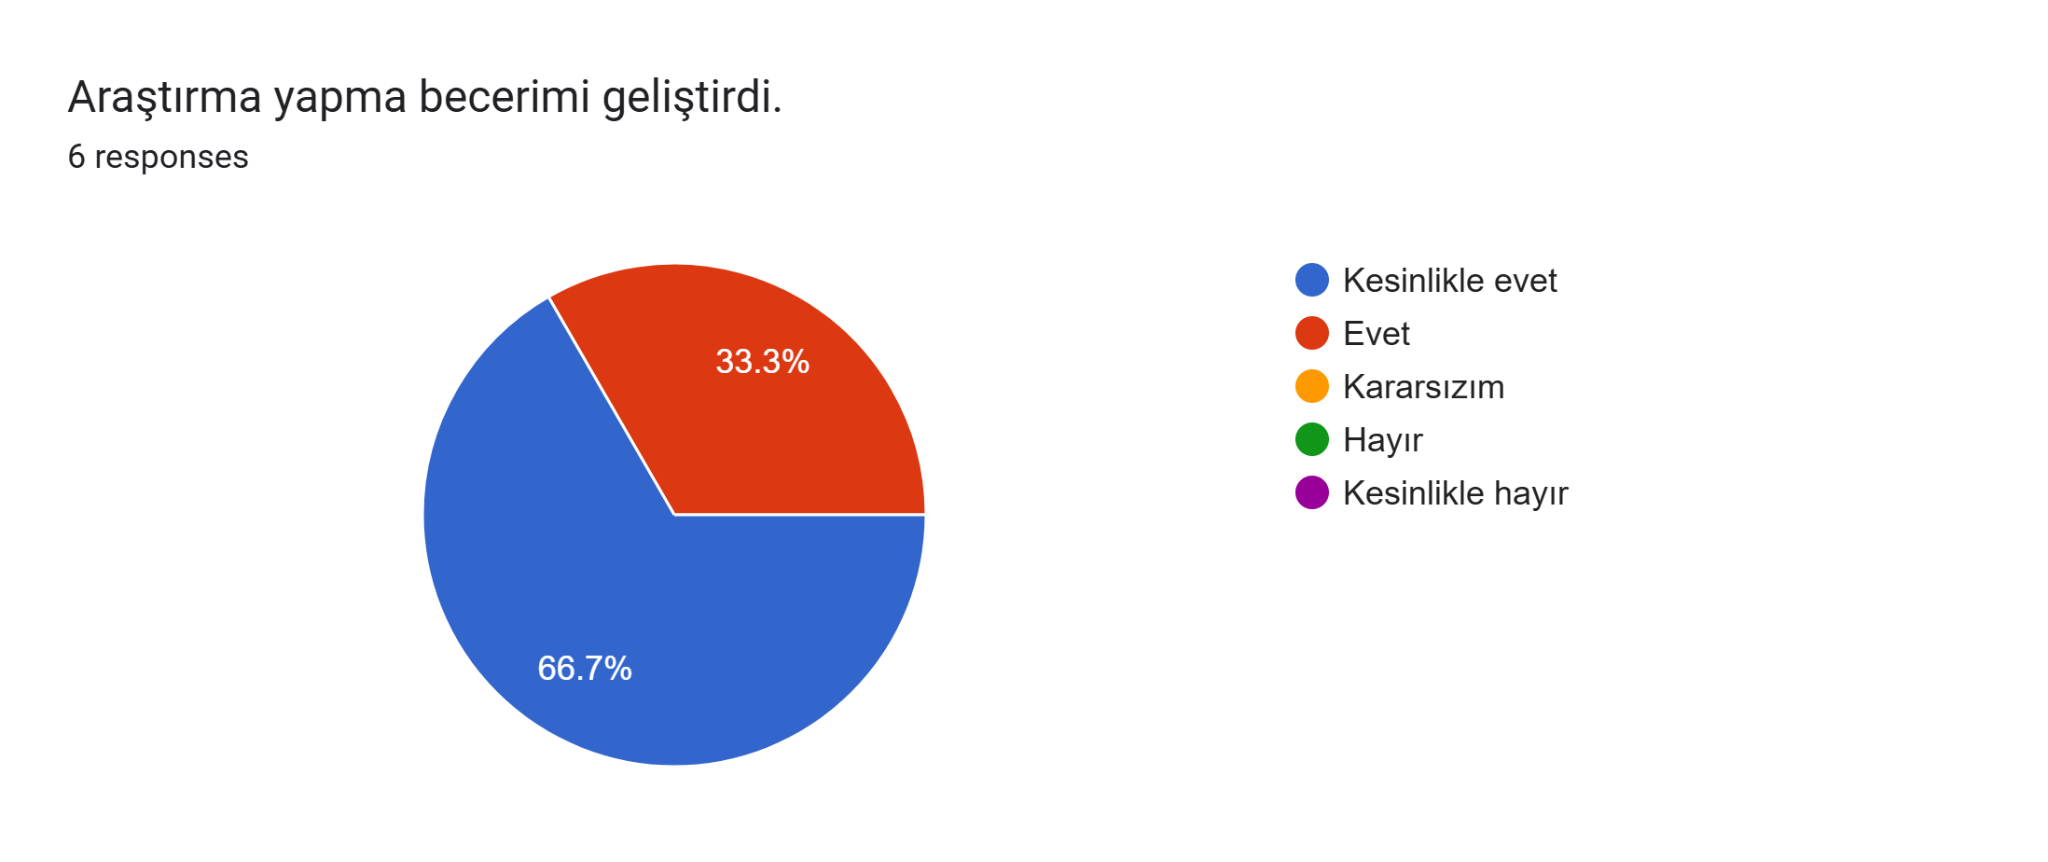 Araştırma yapma becerimi geliştirdi.
6 responses
33.3%
66.7%
Kesinlikle evet
Evet
Kararsızım
Hayır
Kesinlikle hayır